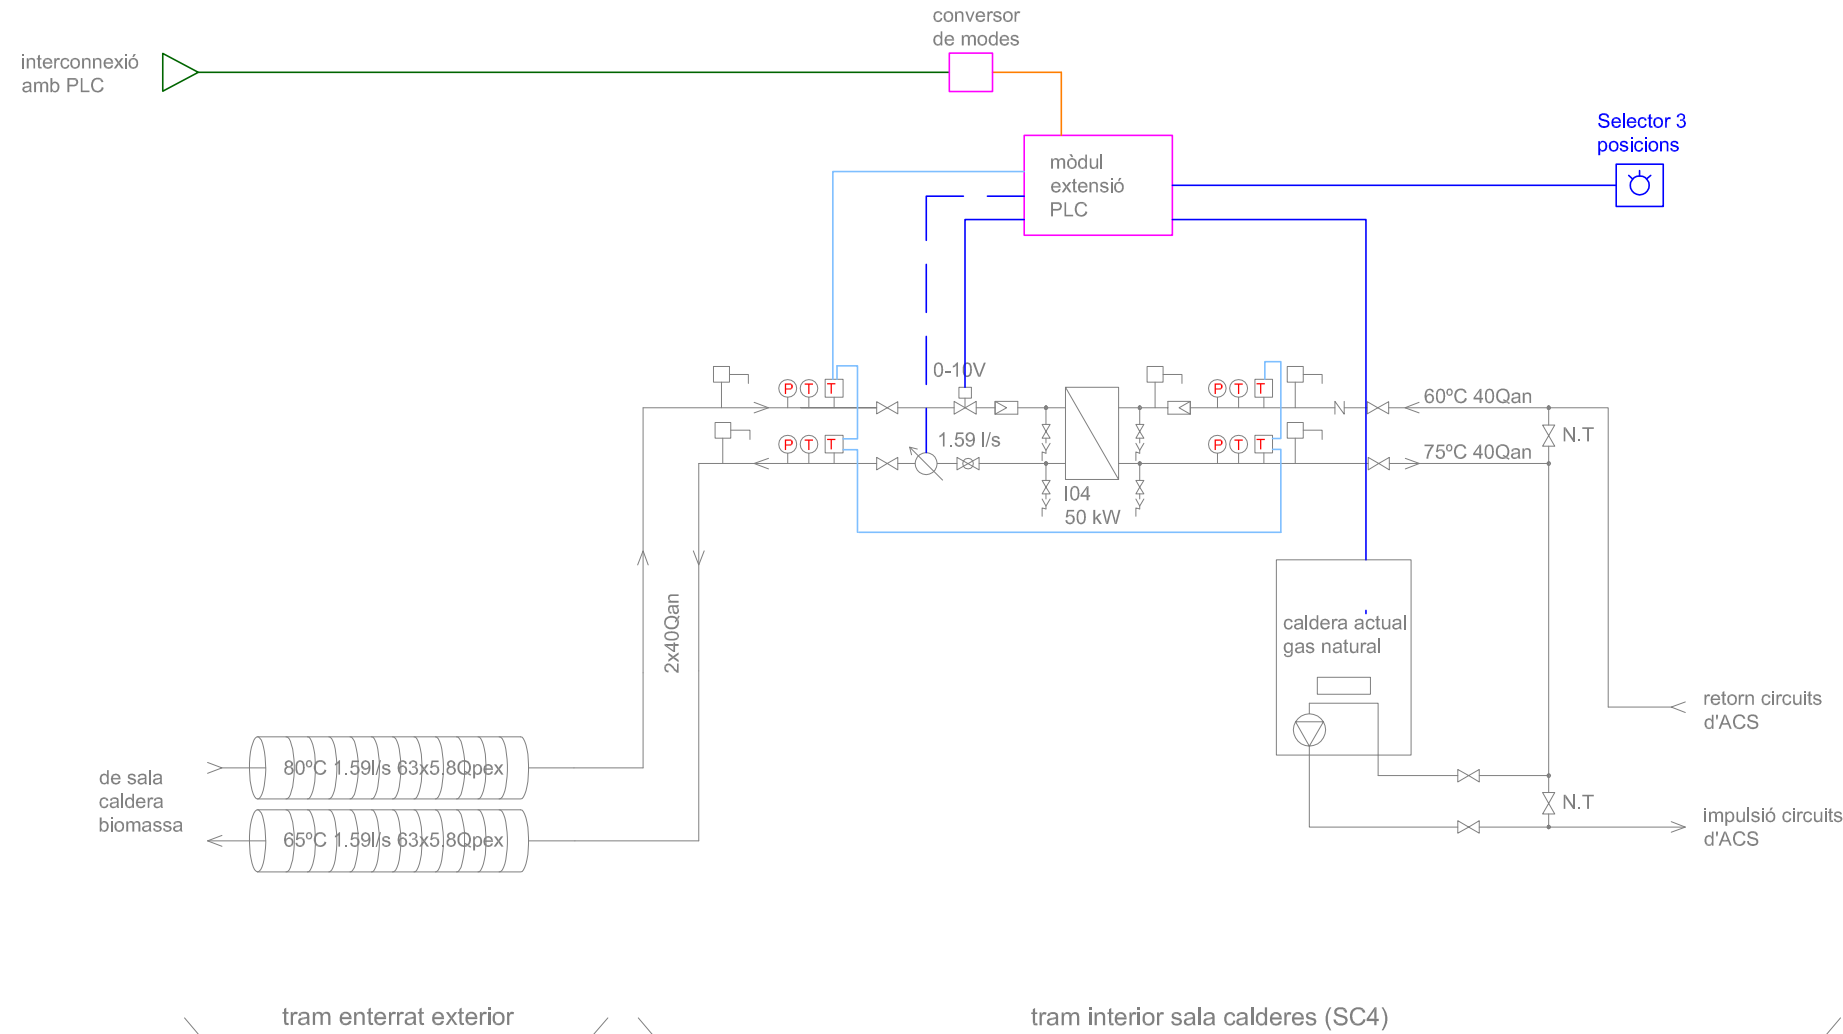 conversor
de modes
interconnexió
amb PLC
Selector 3
posicions
mòdul
extensió
PLC
0-10V
P T T
P T T
60ºC 40Qan
N.T
P T T
1.59 l/s
P T T
75ºC 40Qan
I04
50 kW
2x40Qan
caldera actual
gas natural
retorn circuits
d'ACS
de sala
caldera
biomassa
80ºC 1.59l/s 63x5.8Qpex
65ºC 1.59l/s 63x5.8Qpex
N.T
impulsió circuits
d'ACS
tram enterrat exterior
tram interior sala calderes (SC4)